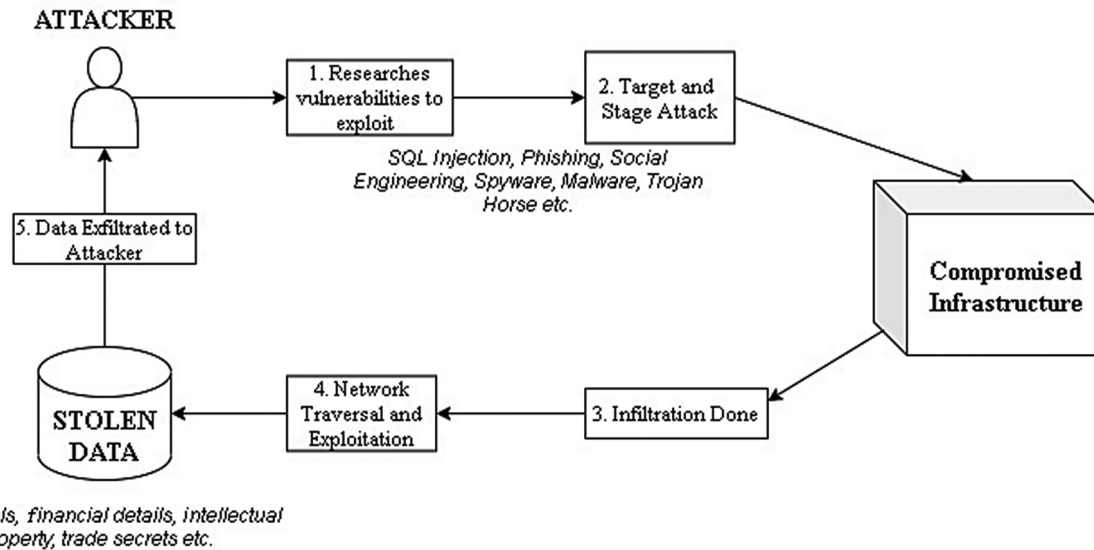 ATTACKER
1. Researches
vulnerabilities to
exploit
2. Target and
Stage Attack
SQL Injection, Phishing, Social
Engineering, Spyware, Malware, Trojan
Horse etc.
Compromised
Infrastructure
3. Infiltration Done
4. Network
Traversal and
Exploitation
STOLEN
DATA
5. Data Exfiltrated to
Attacker
financial details, intellectual
trade secrets etc.